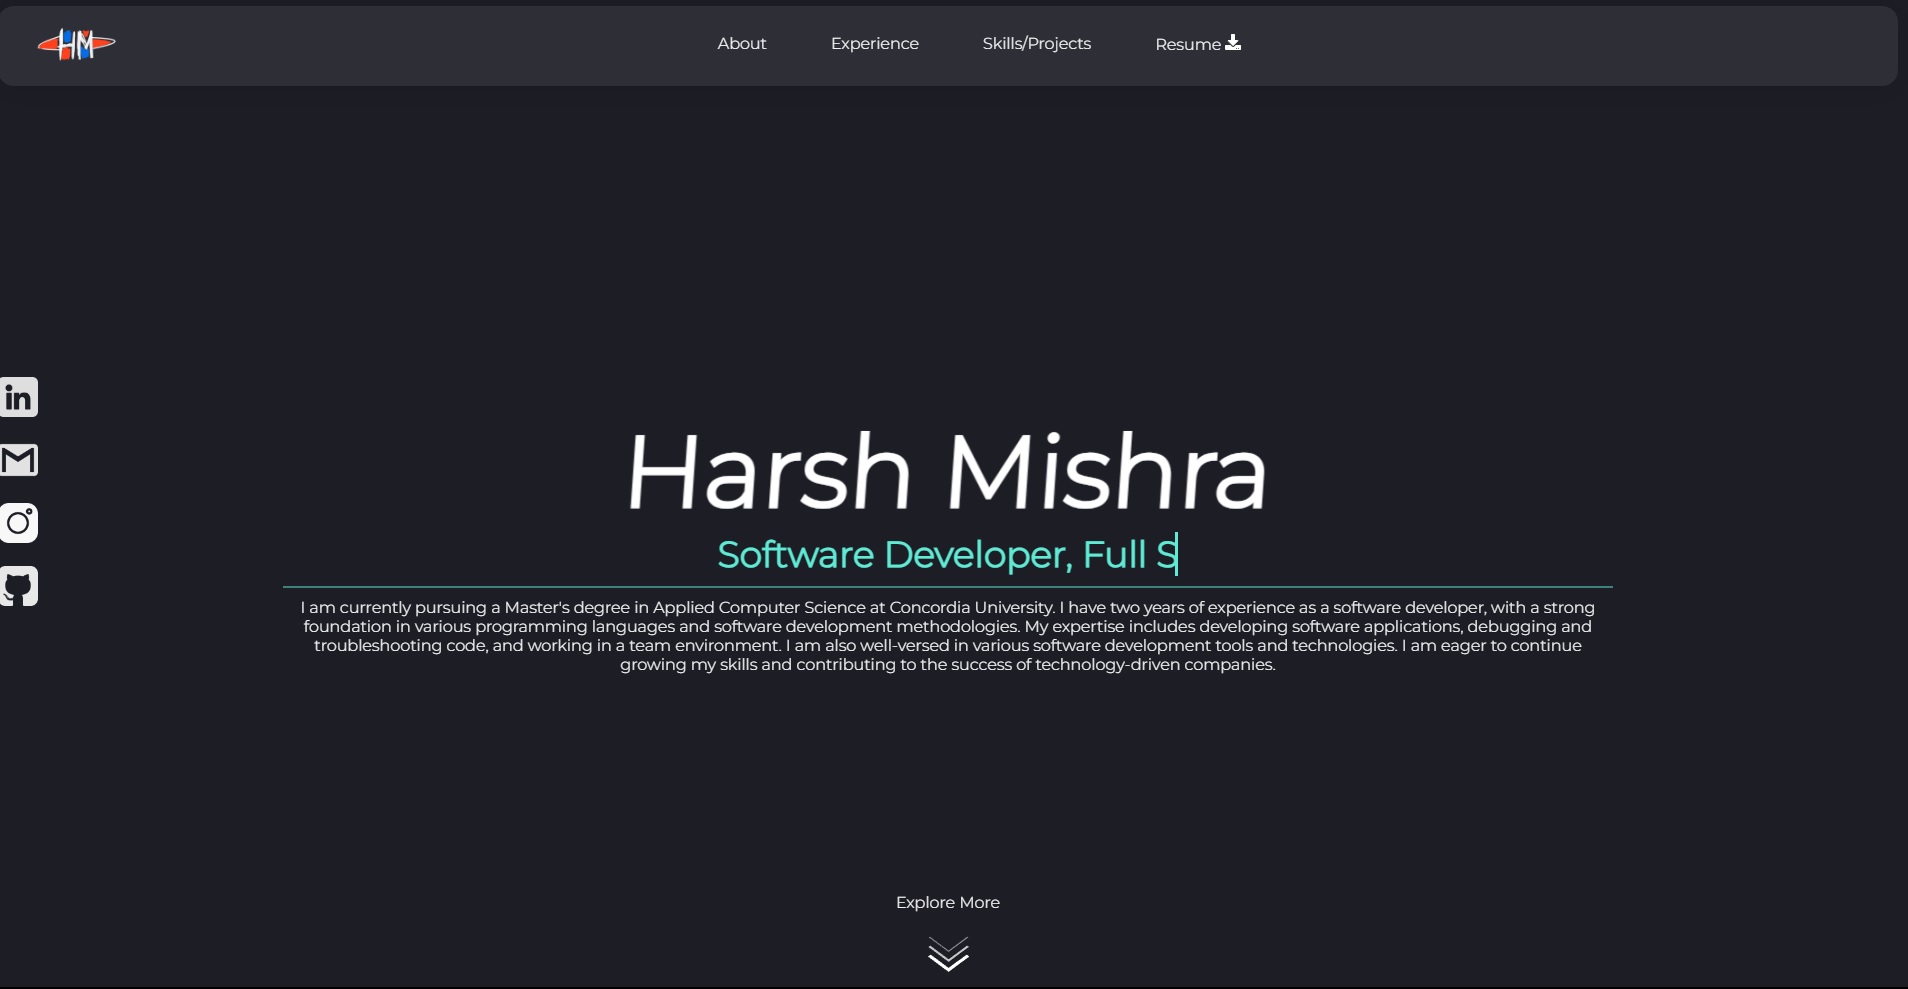 HM
About
Experience
Skills/Projects
Resume
in
Harsh Mishra
Software Developer, Full S
I am currently pursuing a Master's degree in Applied Computer Science at Concordia University. I have two years of experience as a software developer, with a strong
foundation in various programming languages and software development methodologies. My expertise includes developing software applications, debugging and
troubleshooting code, and working in a team environment. I am also well-versed in various software development tools and technologies. I am eager to continue
growing my skills and contributing to the success of technology-driven companies.
Explore More